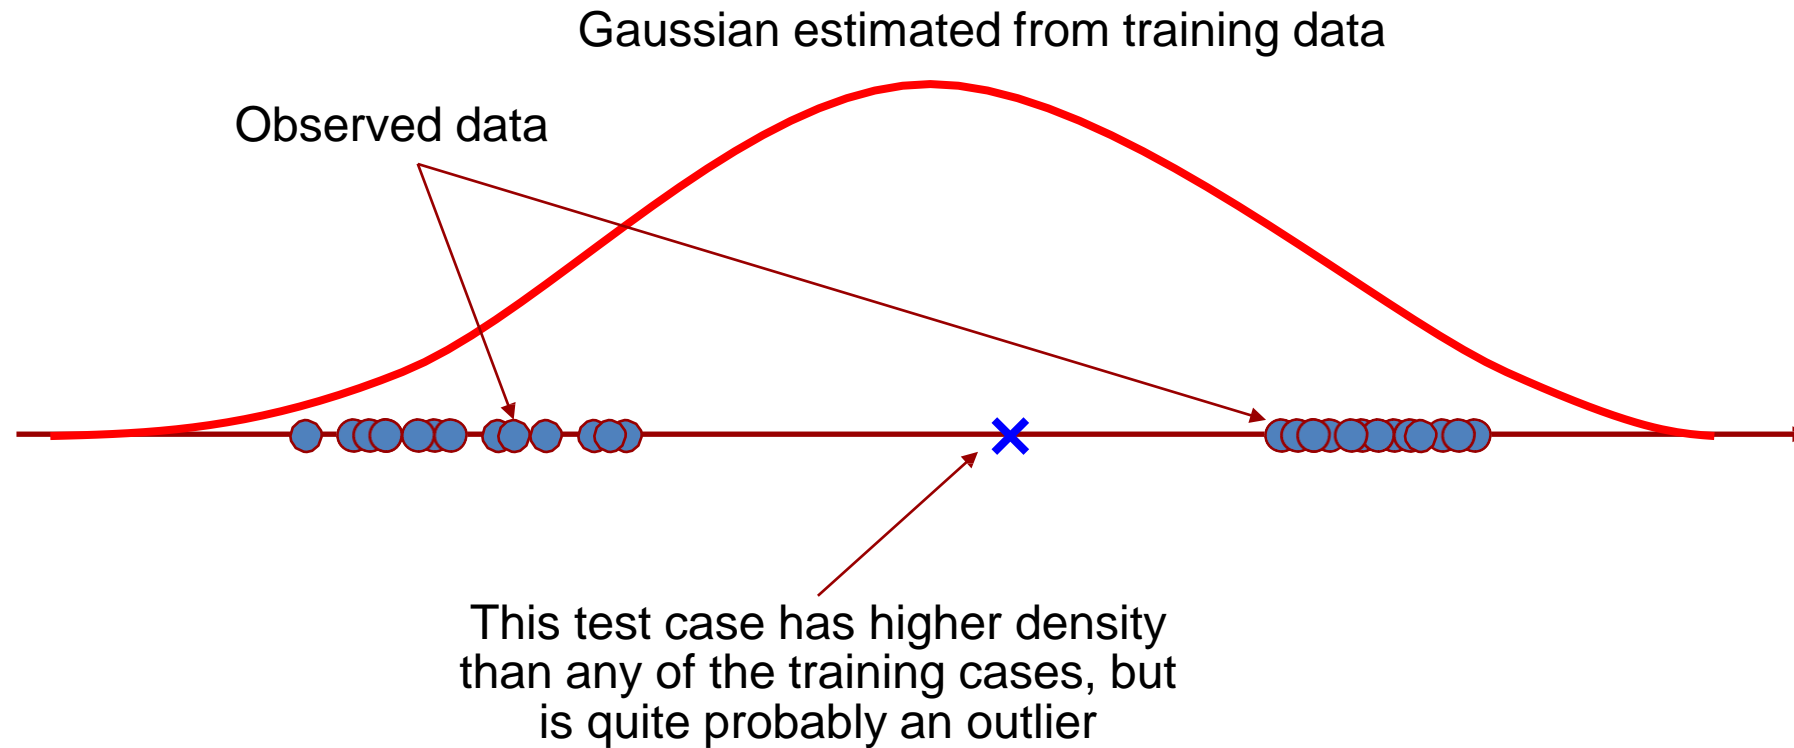 Gaussian estimated from training data
Observed data
This test case has higher density
than any of the training cases, but
is quite probably an outlier